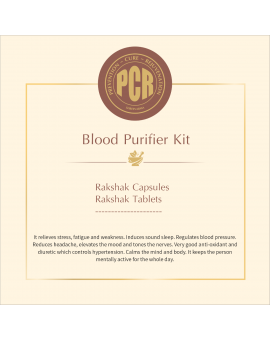 PREVENTION · CURE · REJUVENATION
PCR
Blood Purifier Kit
Rakshak Capsules
Rakshak Tablets
It relieves stress, fatigue and weakness. Induces sound sleep. Regulates blood pressure.
Reduces headache, elevates the mood and tones the nerves. Very good anti-oxidant and
diuretic which controls hypertension. Calms the mind and body. It keeps the person
mentally active for the whole day.